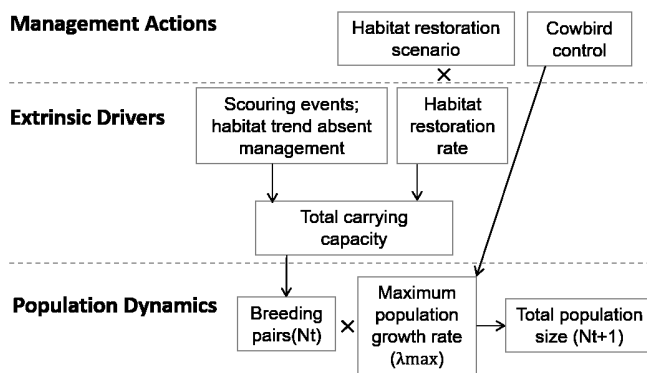 Management Actions
Habitat restoration
scenario
Cowbird
control
×
Extrinsic Drivers
Scouring events;
habitat trend absent
management
Habitat
restoration
rate
Total carrying
capacity
Population Dynamics
Breeding
pairs(Nt)
×
Maximum
population
growth rate
(λmax)
Total population
size (Nt+1)